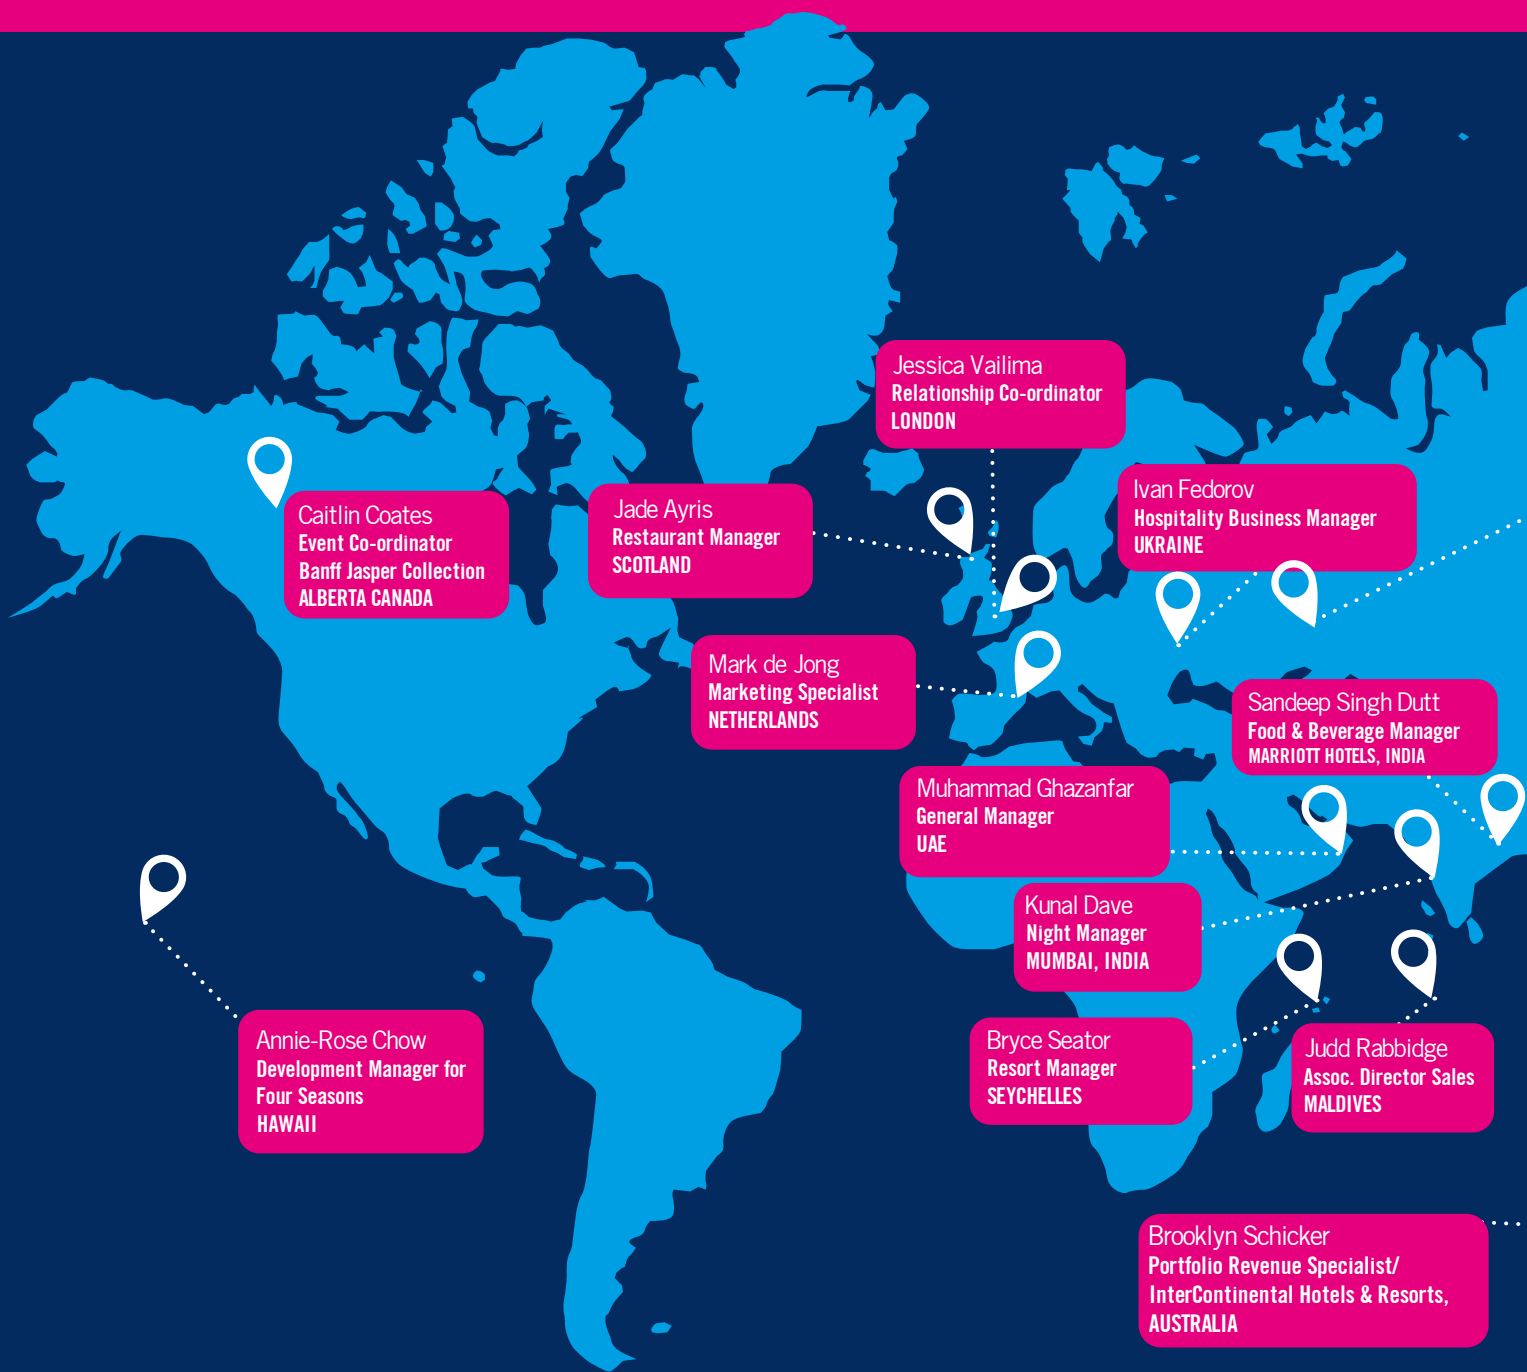 Jessica Vailima
Relationship Co-ordinator
LONDON
Ivan Fedorov
Hospitality Business Manager
UKRAINE
Caitlin Coates
Event Co-ordinator
Banff Jasper Collection
ALBERTA CANADA
Jade Ayris
Restaurant Manager
SCOTLAND
Mark de Jong
Marketing Specialist
NETHERLANDS
Sandeep Singh Dutt
Food & Beverage Manager
MARRIOTT HOTELS, INDIA
Muhammad Ghazanfar
General Manager
UAE
Kunal Dave
Night Manager
MUMBAI, INDIA
Annie-Rose Chow
Development Manager for
Four Seasons
HAWAII
Bryce Seator
Resort Manager
SEYCHELLES
Judd Rabbidge
Assoc. Director Sales
MALDIVES
Brooklyn Schicker
Portfolio Revenue Specialist/
InterContinental Hotels & Resorts,
AUSTRALIA